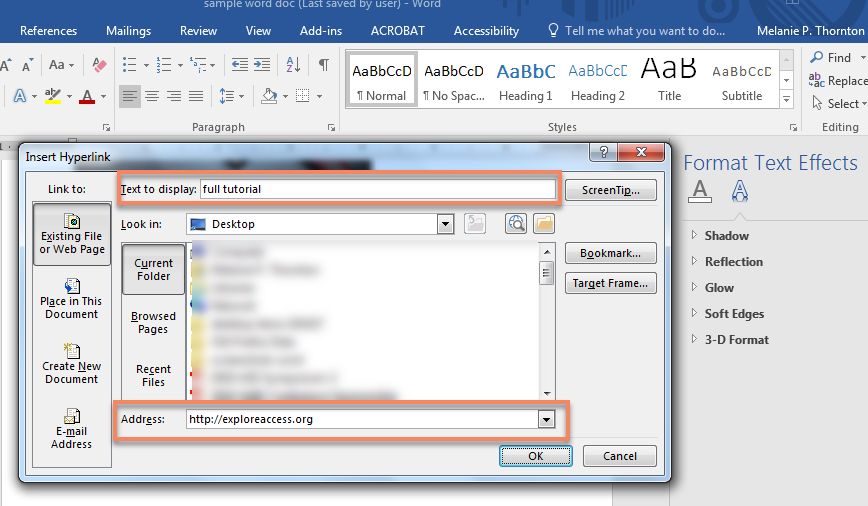 sample word doc (Last saved by user) - Word
References Mailings Review View Add-ins ACROBAT Accessibility Tell me what you want to do... Melanie P. Thornton
Aa
AaBbCcD AaBbCcD AaBbC AaBbCcD AaB AaBbCcD
¶ Normal ¶ No Spac... Heading 1 Heading 2 Title Subtitle
Find
Replace
Select
Paragraph Styles Editing
Insert Hyperlink
Link to:
Text to display: full tutorial
ScreenTip...
Existing File
or Web Page
Place in This
Document
Create New
Document
E-mail
Address
Look in: Desktop
Current
Folder
Browsed
Pages
Recent
Files
Bookmark...
Target Frame...
Address: http://exploreaccess.org
OK Cancel
Format Text Effects
Shadow
Reflection
Glow
Soft Edges
3-D Format